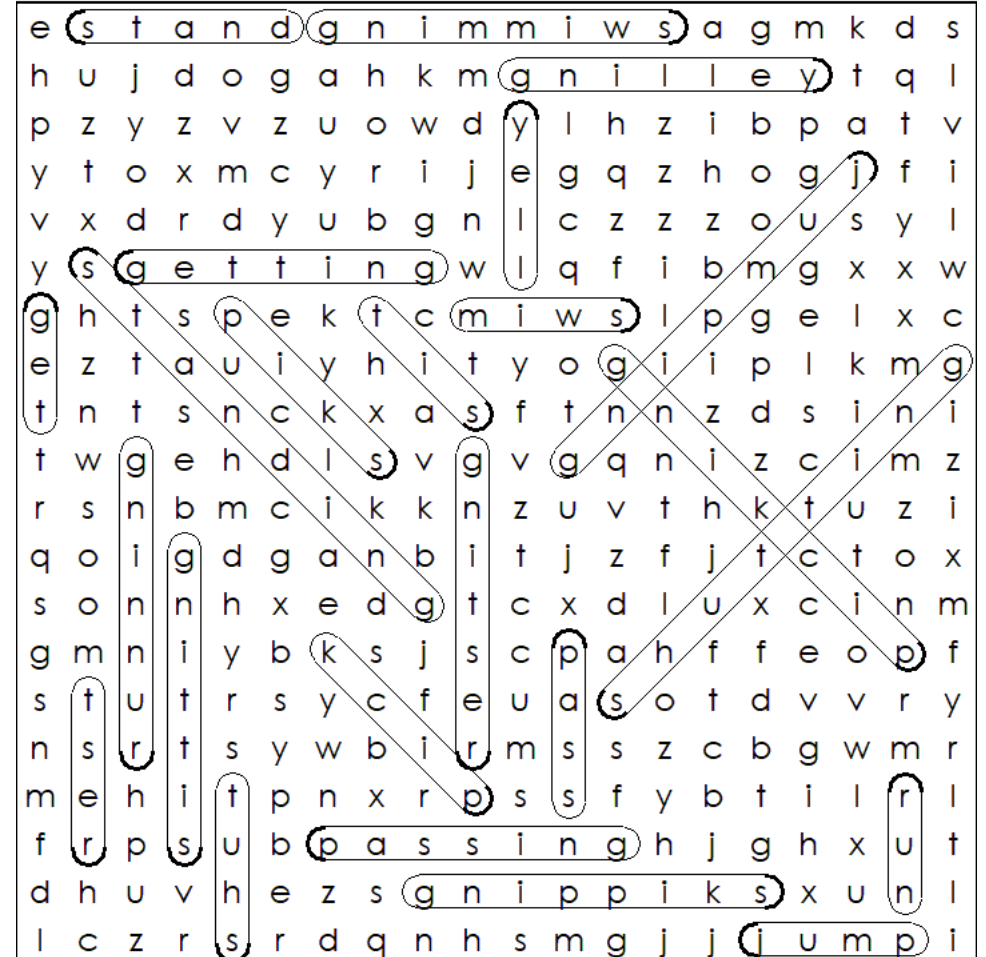 e s t a n d g n i m m i w s a g m k d s
h u j d o g a h k m g n i l l e y t q l
p z y z v z u o w d y l h z i b p a t v
y t o x m c y r i j e g q z h o g j f i
v x d r d y u b g n l c z z z o u s y l
y s g e t t i n g w l q f i b m g x x w
g h t s p e k t c m i w s l p g e l x c
e z t a u i y h i t y o g i i p l k m g
t n t s n c k x a s f t n n z d s i n i
t w g e h d l s v g v g q n i z c i m z
r s n b m c i k k n z u v t h k t u z i
q o i g d g a n b i t j z f j t c t o x
s o n n h x e d g t c x d l u x c i n m
g m n i y b k s j s c p a h f f e o p f
s t u t r s y c f e u a s o t d v v r y
n s r t s y w b i r m s s z c b g w m r
m e h i t p n x r p s s f y b t i l r l
f r p s u b p a s s i n g h j g h x u t
d h u v h e z s g n i p p i k s x u n l
l c z r s r d q n h s m g j j j u m p i